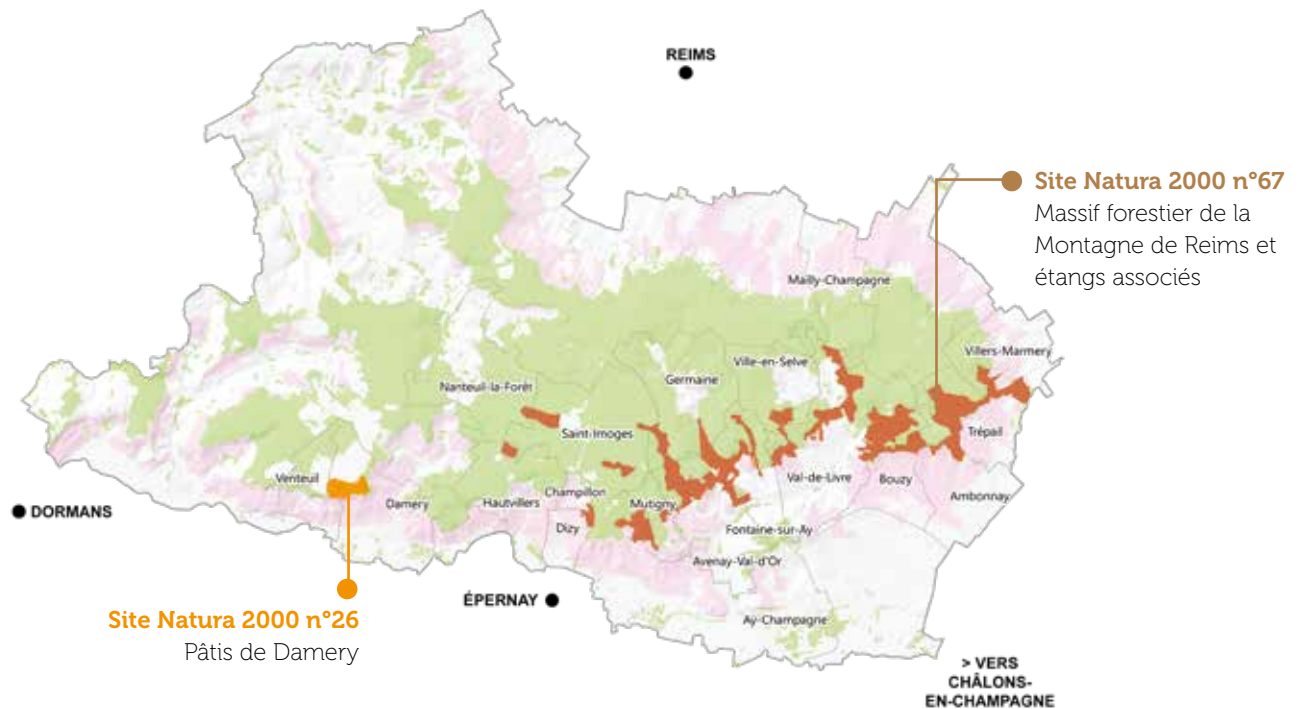 REIMS
Site Natura 2000 n°67
Massif forestier de la
Montagne de Reims et
étangs associés
Mailly-Champagne
Villers-Marmery
Ville-en-Selve
Germaine
Nanteuil-la-Forêt
Saint-Imoges
Trépail
Venteuil
Val-de-Livre
Bouzy
Champillon
Ambonnay
Damery
Hautvillers
Mutigny
DORMANS
Dizy
Fontaine-sur-Ay
Avenay-Val-d'Or
ÉPERNAY
Site Natura 2000 n°26
Pâtis de Damery
Aÿ-Champagne
> VERS
CHÂLONS-
EN-CHAMPAGNE